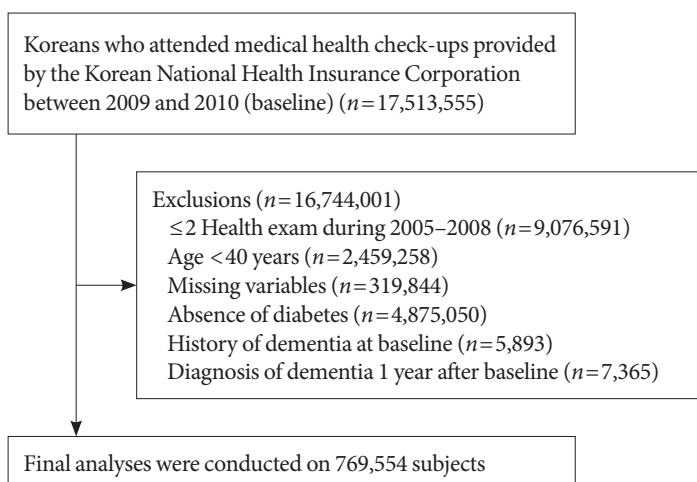 Koreans who attended medical health check-ups provided
by the Korean National Health Insurance Corporation
between 2009 and 2010 (baseline) (n=17,513,555)
Exclusions (n=16,744,001)
≤2 Health exam during 2005–2008 (n=9,076,591)
Age <40 years (n=2,459,258)
Missing variables (n=319,844)
Absence of diabetes (n=4,875,050)
History of dementia at baseline (n=5,893)
Diagnosis of dementia 1 year after baseline (n=7,365)
Final analyses were conducted on 769,554 subjects